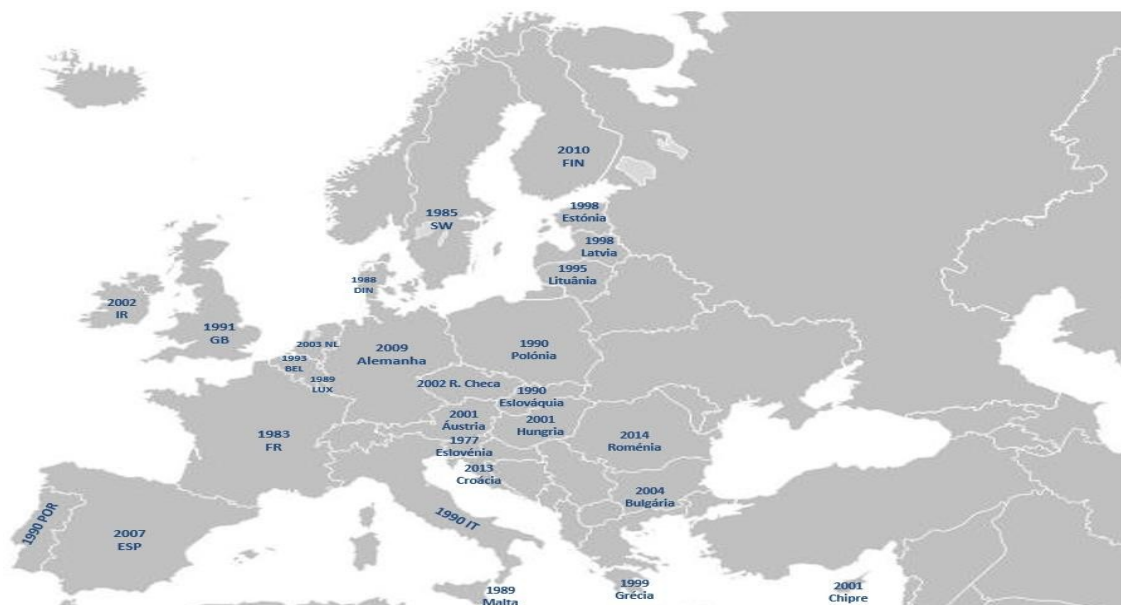 2010
FIN
1985
SW
1998
Estónia
1998
Latvia
1995
Lituânia
1988
DIN
2002
IR
1991
GB
2003 NL
1993
BEL
1989
LUX
2009
Alemanha
1990
Polónia
2002 R. Checa
1990
Eslováquia
2001
Áustria
2001
Hungria
1983
FR
1977
Eslovénia
2014
Roménia
2013
Croácia
2004
Bulgária
1990 POR
2007
ESP
1990 IT
1989
Malta
1999
Grécia
2001
Chipre